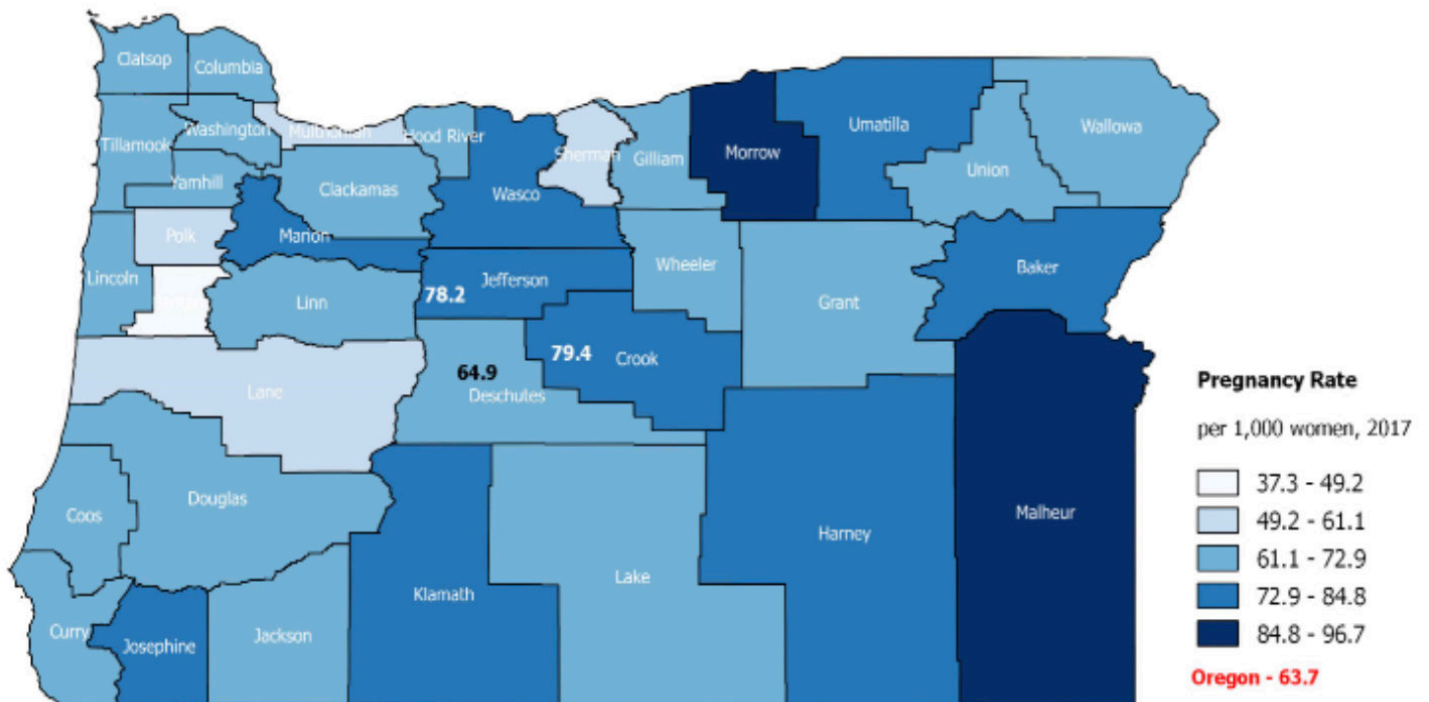 Clatsop
Columbia
Washington
Multnomah
Hood River
Tillamook
Sherman
Gilliam
Morrow
Umatilla
Wallowa
Union
Yamhill
Clackamas
Wasco
Polk
Marion
Lincoln
Linn
Jefferson
78.2
Wheeler
Grant
Baker
79.4
Crook
64.9
Deschutes
Lane
Douglas
Coos
Harney
Malheur
Klamath
Lake
Curry
Josephine
Jackson
Pregnancy Rate
per 1,000 women, 2017
37.3 - 49.2
49.2 - 61.1
61.1 - 72.9
72.9 - 84.8
84.8 - 96.7
Oregon - 63.7